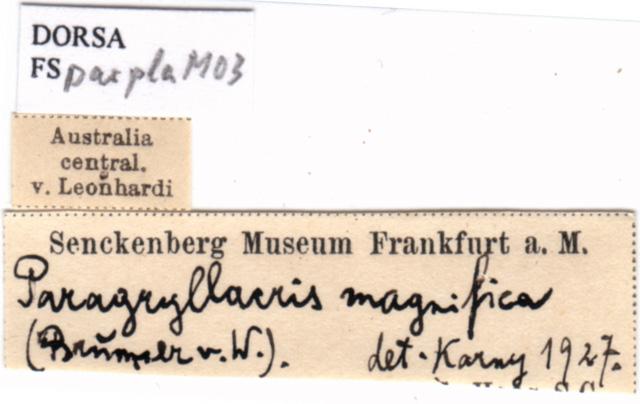 DORSA
FS parplaM03
Australia
central.
v. Leonhardi
Senckenberg Museum Frankfurt a. M.
Paragryllacris magnifica
(Brunner v. W.). det. Karny 1927.